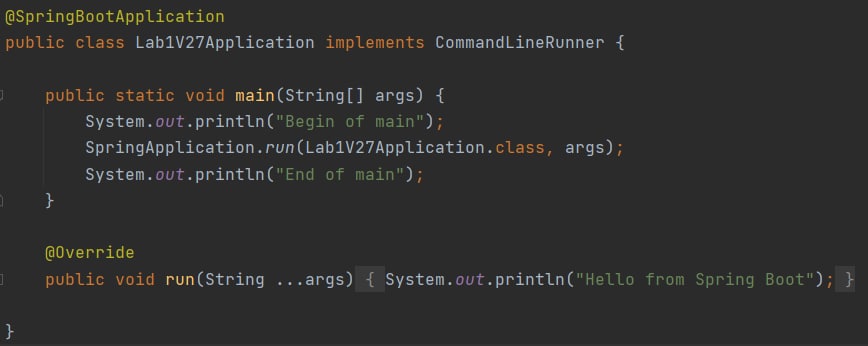 @SpringBootApplication
public class Lab1V27Application implements CommandLineRunner {
public static void main(String[] args) {
System.out.println("Begin of main");
SpringApplication.run(Lab1V27Application.class, args);
System.out.println("End of main");
}
@Override
public void run(String ...args) { System.out.println("Hello from Spring Boot"); }
}